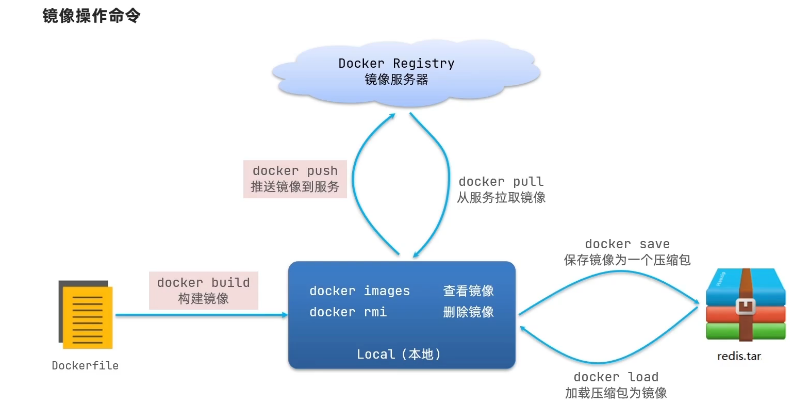 镜像操作命令
Docker Registry
镜像服务器
docker push
推送镜像到服务
docker pull
从服务拉取镜像
docker build
构建镜像
Dockerfile
docker images 查看镜像
docker rmi 删除镜像
Local（本地）
docker save
保存镜像为一个压缩包
redis.tar
docker load
加载压缩包为镜像